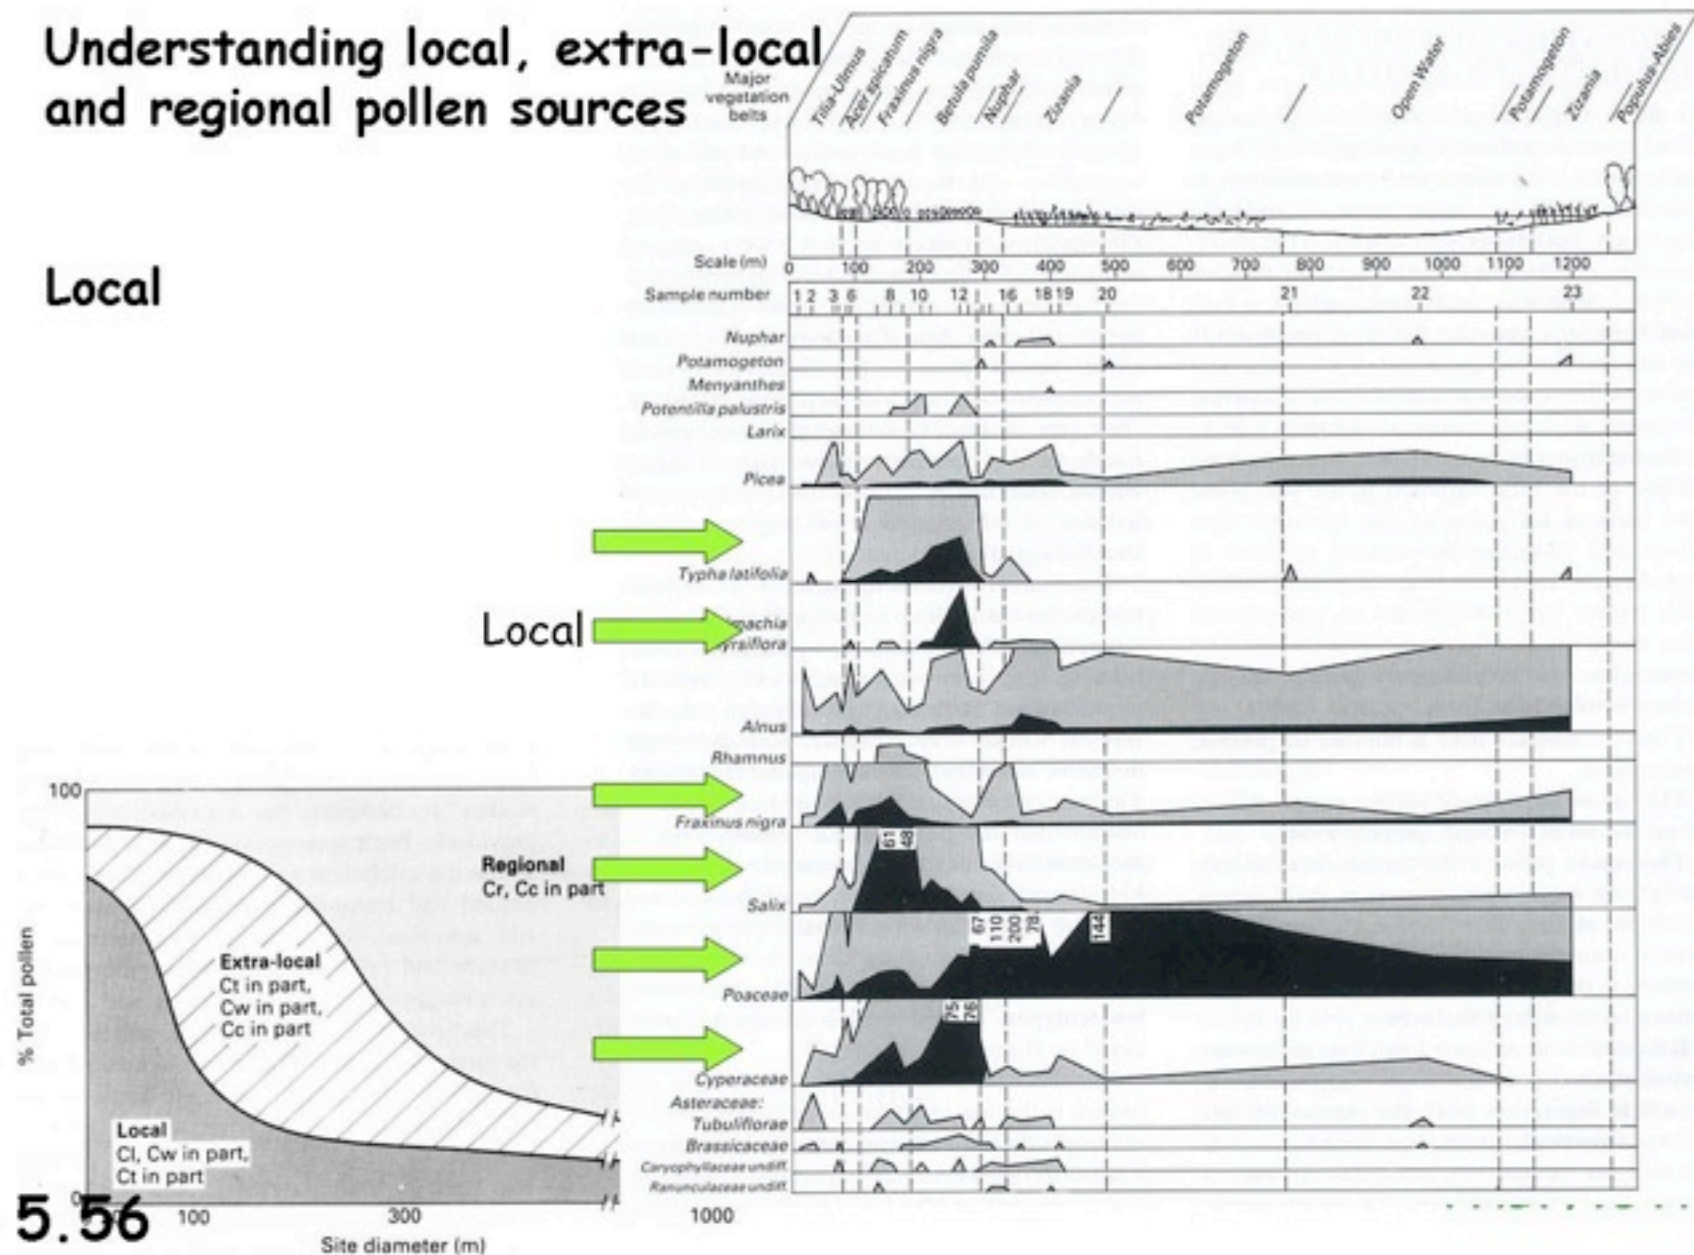 Understanding local, extra-local
and regional pollen sources
Local
Major
vegetation
belts
Tilia-Ulmus
Acer spicatum
Fraxinus nigra
Betula pumila
Nuphar
Zizania
Potamogeton
Open Water
Potamogeton
Zizania
Populus-Abies
Scale (m) 0 100 200 300 400 500 600 700 800 900 1000 1100 1200
Sample number 1 2 3 6 8 10 12 16 18 19 20 21 22 23
Nuphar
Potamogeton
Menyanthes
Potentilla palustris
Larix
Picea
Typha latifolia
Local
Alnus
Rhamnus
Fraxinus nigra
61
48
Salix
67
110
200
78
144
Poaceae
75
26
Cyperaceae
Asteraceae:
Tubuliflorae
Brassicaceae
Caryophyllaceae undiff.
Ranunculaceae undiff.
100
% Total pollen
Regional
Cr, Cc in part
Extra-local
Ct in part,
Cw in part,
Cc in part
Local
Cl, Cw in part,
Ct in part
0
100 300 1000
Site diameter (m)
5.56